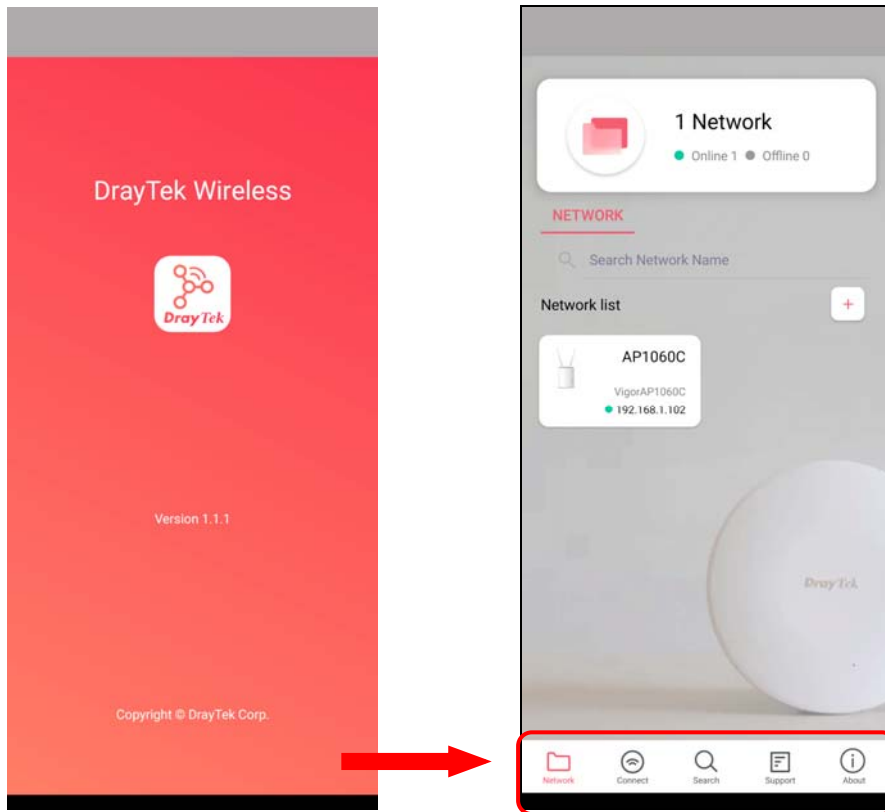 DrayTek Wireless
DrayTek
Version 1.1.1
Copyright © DrayTek Corp.
1 Network
Online 1 Offline 0
NETWORK
Search Network Name
Network list
+
AP1060C
VigorAP1060C
192.168.1.102
DrayTek
Network Connect Search Support About